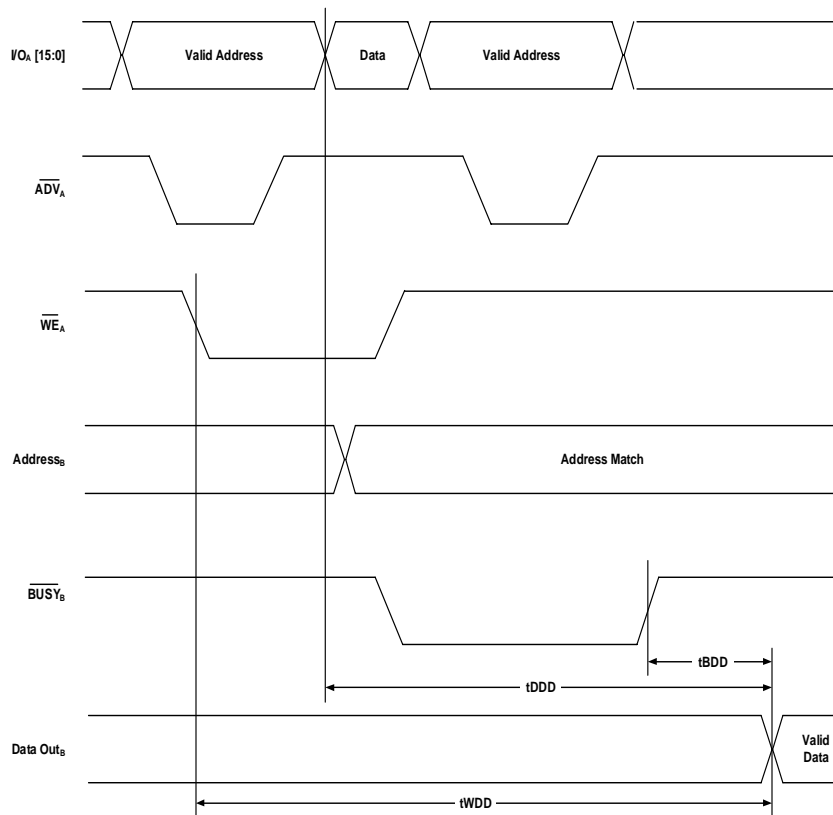 I/OA [15:0]
Valid Address
Data
Valid Address
ADVA
WEA
AddressB
Address Match
BUSYB
tBDD
tDDD
Data OutB
Valid
Data
tWDD